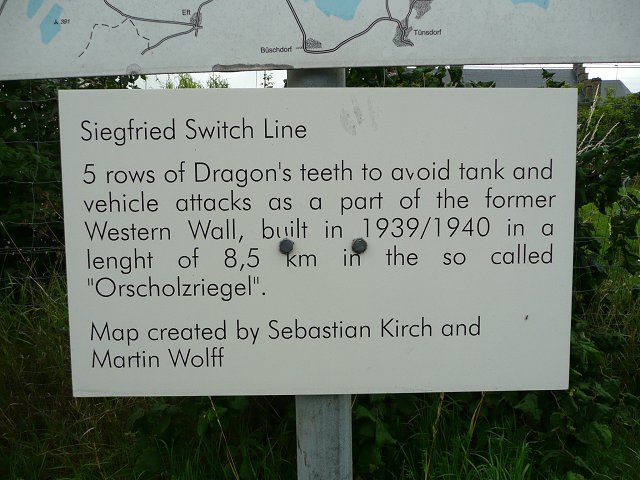 Eft
381
Büschdorf
Tünsdorf
Siegfried Switch Line
5 rows of Dragon's teeth to avoid tank and
vehicle attacks as a part of the former
Western Wall, built in 1939/1940 in a
lenght of 8,5 km in the so called
"Orscholzriegel".
Map created by Sebastian Kirch and
Martin Wolff